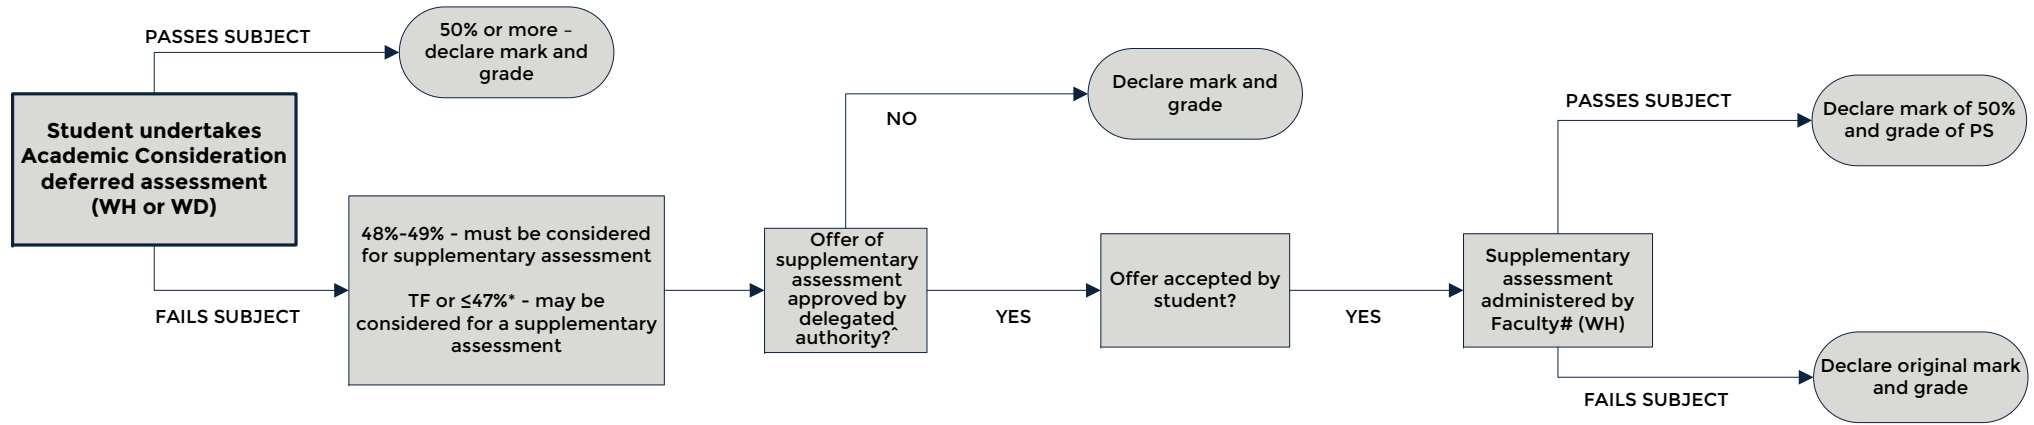 PASSES SUBJECT
50% or more –
declare mark and
grade
Student undertakes
Academic Consideration
deferred assessment
(WH or WD)
FAILS SUBJECT
48%-49% - must be considered
for supplementary assessment
TF or ≤47%* - may be
considered for a supplementary
assessment
Offer of
supplementary
assessment
approved by
delegated
authority?^
NO
Declare mark and
grade
YES
Offer accepted by
student?
YES
Supplementary
assessment
administered by
Faculty# (WH)
PASSES SUBJECT
Declare mark of 50%
and grade of PS
FAILS SUBJECT
Declare original mark
and grade